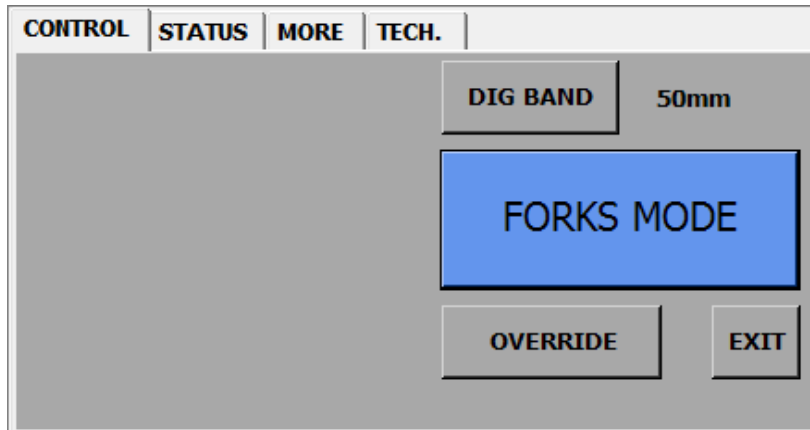 CONTROL STATUS MORE TECH.
DIG BAND 50mm
FORKS MODE
OVERRIDE EXIT